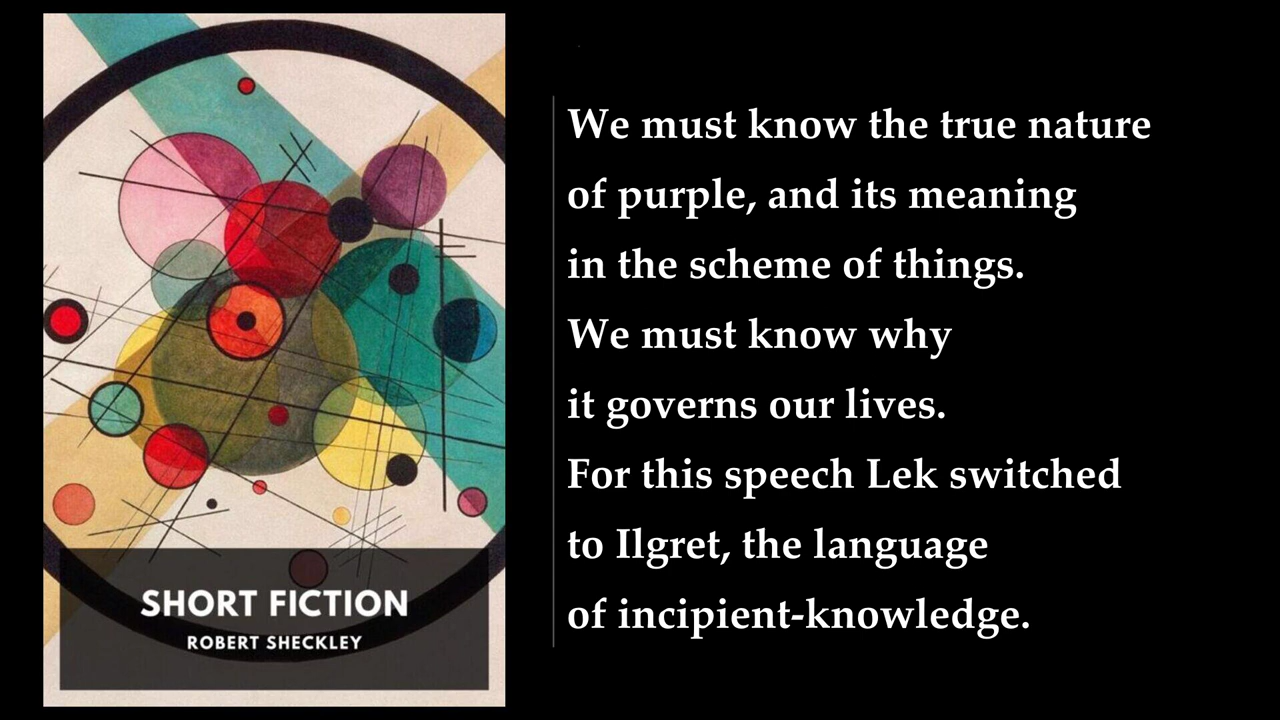 SHORT FICTION
ROBERT SHECKLEY
We must know the true nature
of purple, and its meaning
in the scheme of things.
We must know why
it governs our lives.
For this speech Lek switched
to Ilgret, the language
of incipient-knowledge.